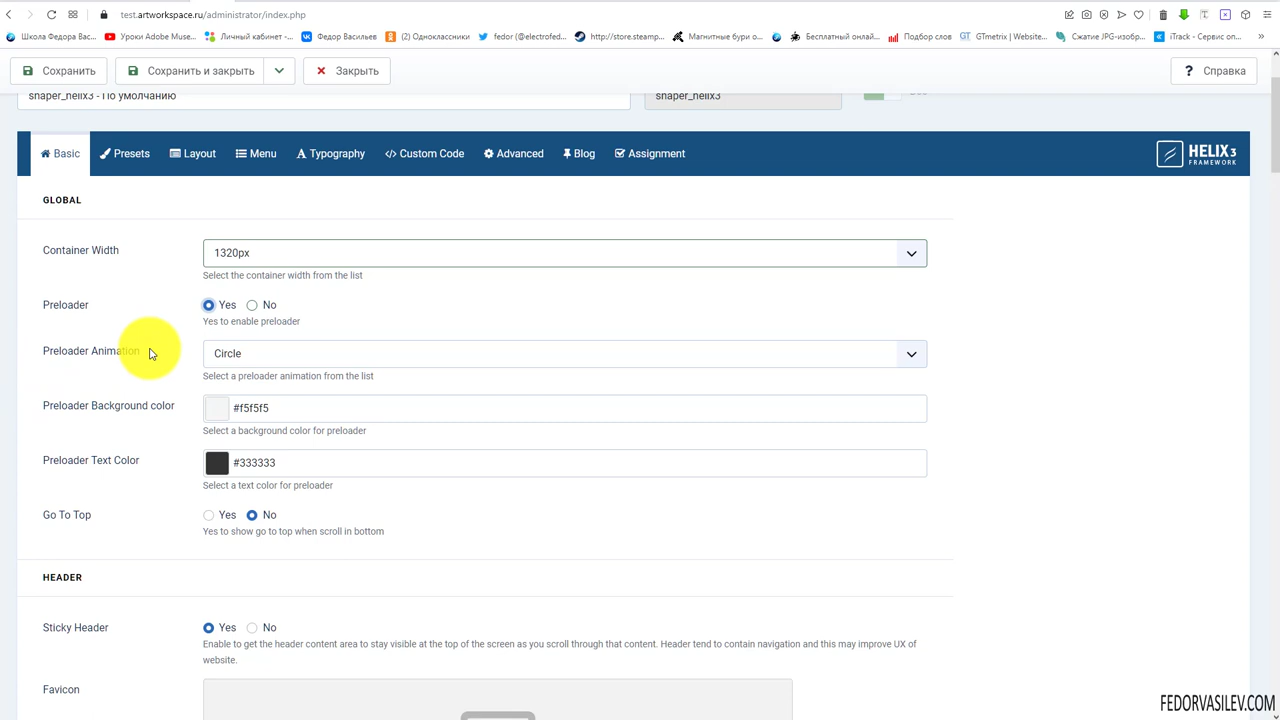 test.artworkspace.ru/administrator/index.php
Школа Федора Вас...
Уроки Adobe Muse...
Личный кабинет -...
Федор Васильев
(2) Одноклассники
fedor (@electrofed...
http://store.steamp...
Магнитные бури о...
Бесплатный онлай...
Подбор слов
GTmetrix | Website...
Сжатие JPG-изобр...
iTrack - Сервис оп...
»
Сохранить
Сохранить и закрыть
Закрыть
? Справка
shaper_helix3 - По умолчанию
shaper_helix3
Basic
Presets
Layout
Menu
Typography
Custom Code
Advanced
Blog
Assignment
HELIX3
FRAMEWORK
GLOBAL
Container Width
1320px
Select the container width from the list
Preloader
Yes
No
Yes to enable preloader
Preloader Animation
Circle
Select a preloader animation from the list
Preloader Background color
#f5f5f5
Select a background color for preloader
Preloader Text Color
#333333
Select a text color for preloader
Go To Top
Yes
No
Yes to show go to top when scroll in bottom
HEADER
Sticky Header
Yes
No
Enable to get the header content area to stay visible at the top of the screen as you scroll through that content. Header tend to contain navigation and this may improve UX of
website.
Favicon
FEDORVASILEV.COM